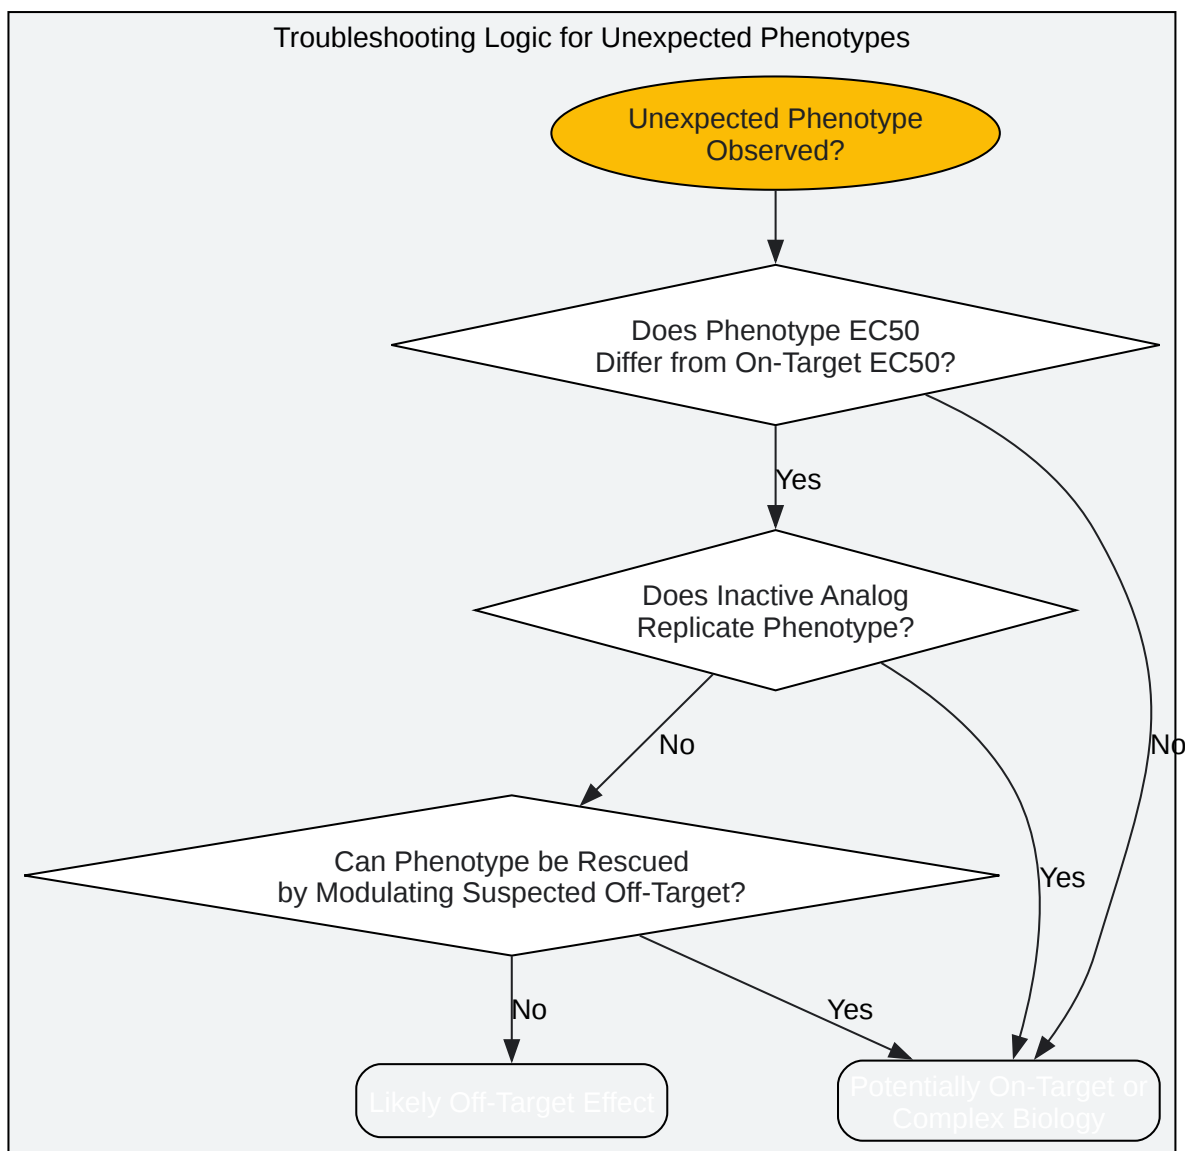 Troubleshooting Logic for Unexpected Phenotypes
Unexpected Phenotype
Observed?
Does Phenotype EC50
Differ from On-Target EC50?
Yes
Does Inactive Analog
Replicate Phenotype?
No
No
Can Phenotype be Rescued
by Modulating Suspected Off-Target?
Yes
No
Yes
Likely Off-Target Effect
Potentially On-Target or
Complex Biology